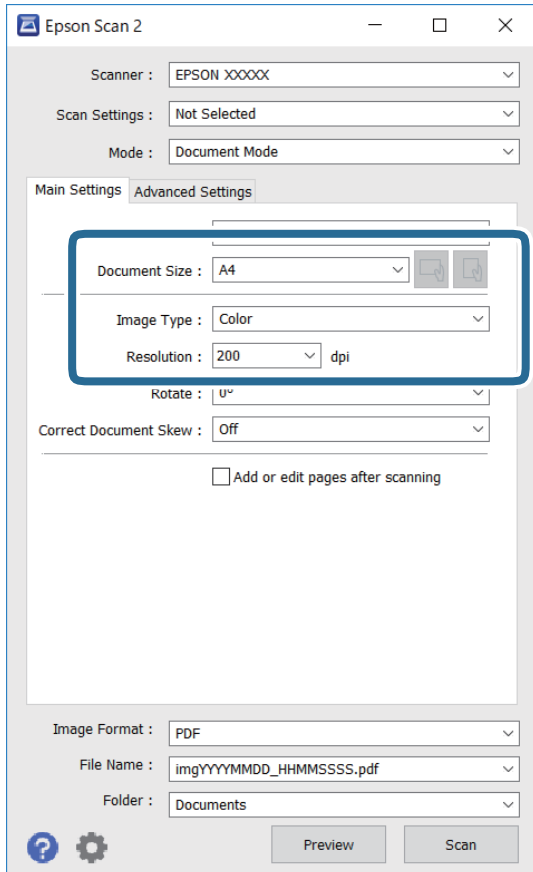 Epson Scan 2
Scanner : EPSON XXXXX
Scan Settings : Not Selected
Mode : Document Mode
Main Settings Advanced Settings
Document Size : A4
Image Type : Color
Resolution : 200 dpi
Rotate : 0°
Correct Document Skew : Off
Add or edit pages after scanning
Image Format : PDF
File Name : imgYYYYMMDD_HHMMSSSS.pdf
Folder : Documents
? Preview Scan